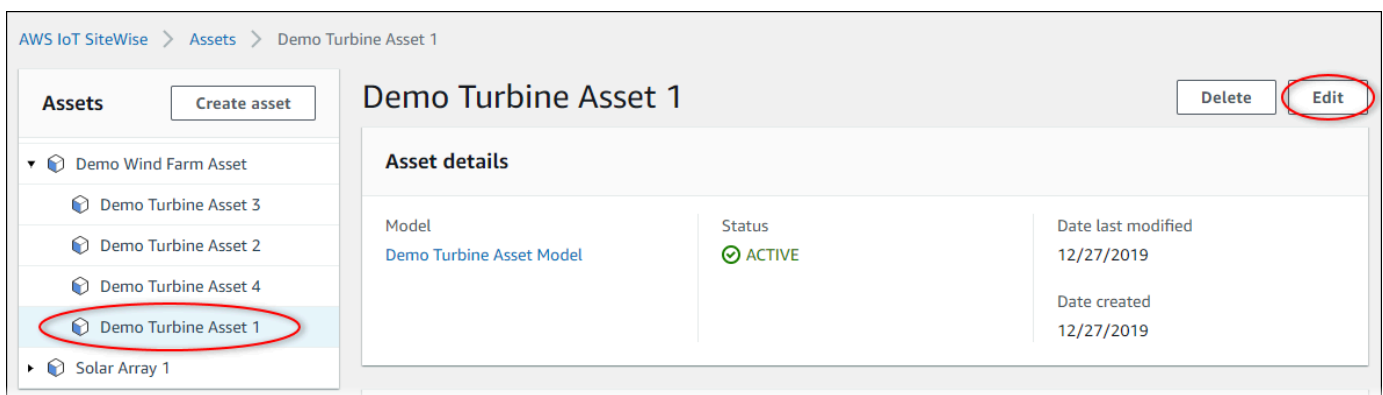 AWS IoT SiteWise > Assets > Demo Turbine Asset 1
Assets
Create asset
Demo Wind Farm Asset
Demo Turbine Asset 3
Demo Turbine Asset 2
Demo Turbine Asset 4
Demo Turbine Asset 1
Solar Array 1
Demo Turbine Asset 1
Delete
Edit
Asset details
Model
Demo Turbine Asset Model
Status
ACTIVE
Date last modified
12/27/2019
Date created
12/27/2019